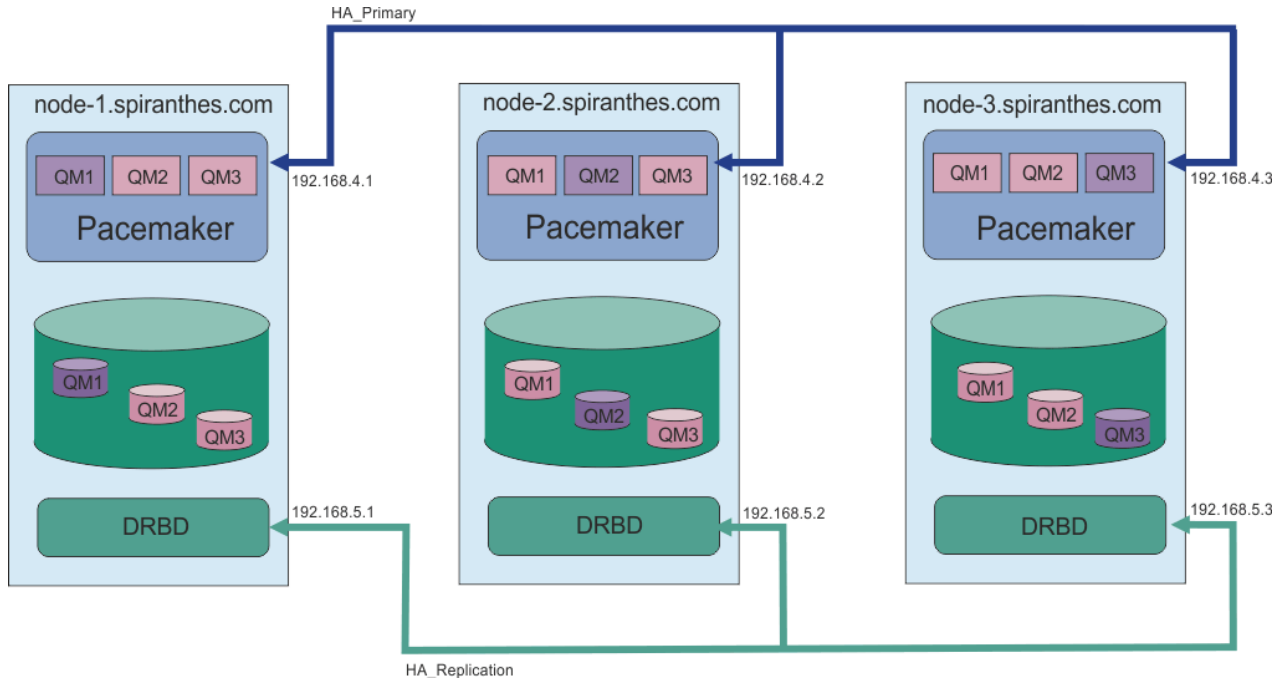 HA_Primary
node-1.spiranthes.com
QM1 QM2 QM3
Pacemaker
192.168.4.1
QM1
QM2
QM3
DRBD
192.168.5.1
node-2.spiranthes.com
QM1 QM2 QM3
Pacemaker
192.168.4.2
QM1
QM2
QM3
DRBD
192.168.5.2
node-3.spiranthes.com
QM1 QM2 QM3
Pacemaker
192.168.4.3
QM1
QM2
QM3
DRBD
192.168.5.3
HA_Replication